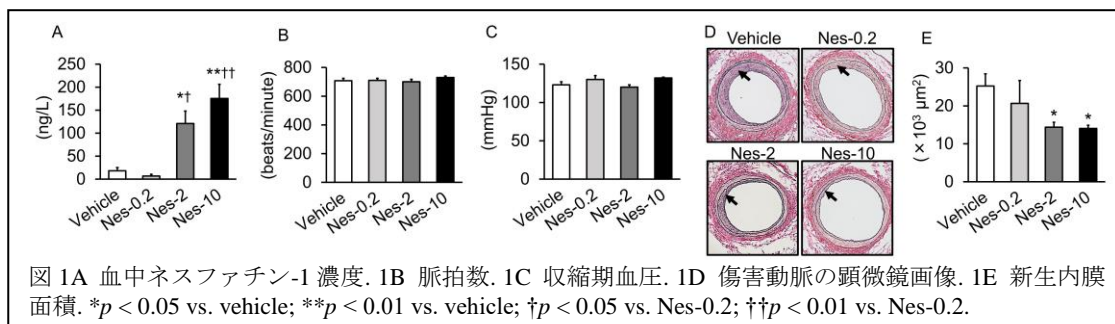 A
(ng/L)
250
200
150
100
50
0
*†
**††
Vehicle
Nes-0.2
Nes-2
Nes-10
B
(beats/minute)
800
600
400
200
0
Vehicle
Nes-0.2
Nes-2
Nes-10
C
(mmHg)
150
100
50
0
Vehicle
Nes-0.2
Nes-2
Nes-10
D
Vehicle
Nes-0.2
Nes-2
Nes-10
E
(×10³ μm²)
30
20
10
0
*
*
Vehicle
Nes-0.2
Nes-2
Nes-10
図 1A 血中ネスファチン-1 濃度. 1B 脈拍数. 1C 収縮期血圧. 1D 傷害動脈の顕微鏡画像. 1E 新生内膜
面積. *p < 0.05 vs. vehicle; **p < 0.01 vs. vehicle; †p < 0.05 vs. Nes-0.2; ††p < 0.01 vs. Nes-0.2.